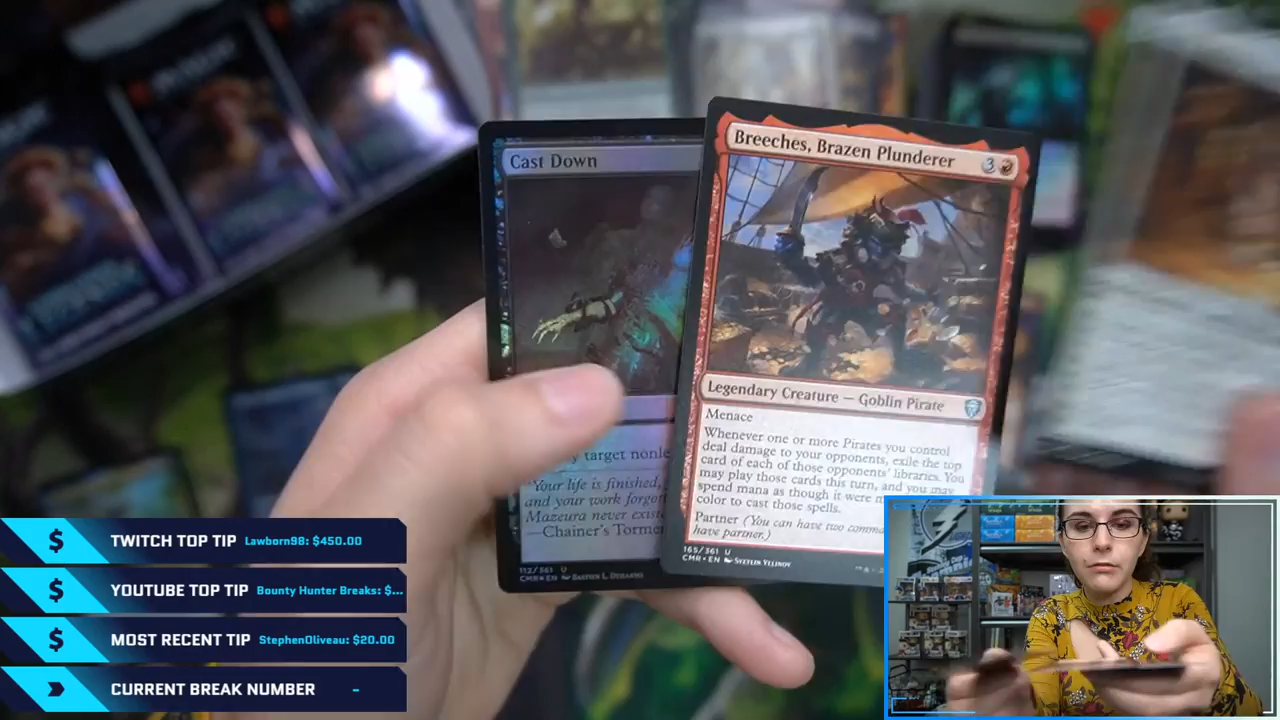 Cast Down
Breeches, Brazen Plunderer
3
Legendary Creature — Goblin Pirate
Menace
Whenever one or more Pirates you control
deal damage to your opponents, exile the top
card of each of those opponents' libraries. You
may play those cards this turn, and you may
spend mana as though it were
color to cast those spells.
Partner (You can have two
have partner.)
165/361 U
CMR • EN Svetlin Velinov
target
"Your life is finished,
and your work
Mazeura never
—Chainer's
112/361 U
CMR • EN
TWITCH TOP TIP Lawborn98: $450.00
YOUTUBE TOP TIP Bounty Hunter Breaks: $...
MOST RECENT TIP StephenOliveau: $20.00
CURRENT BREAK NUMBER -